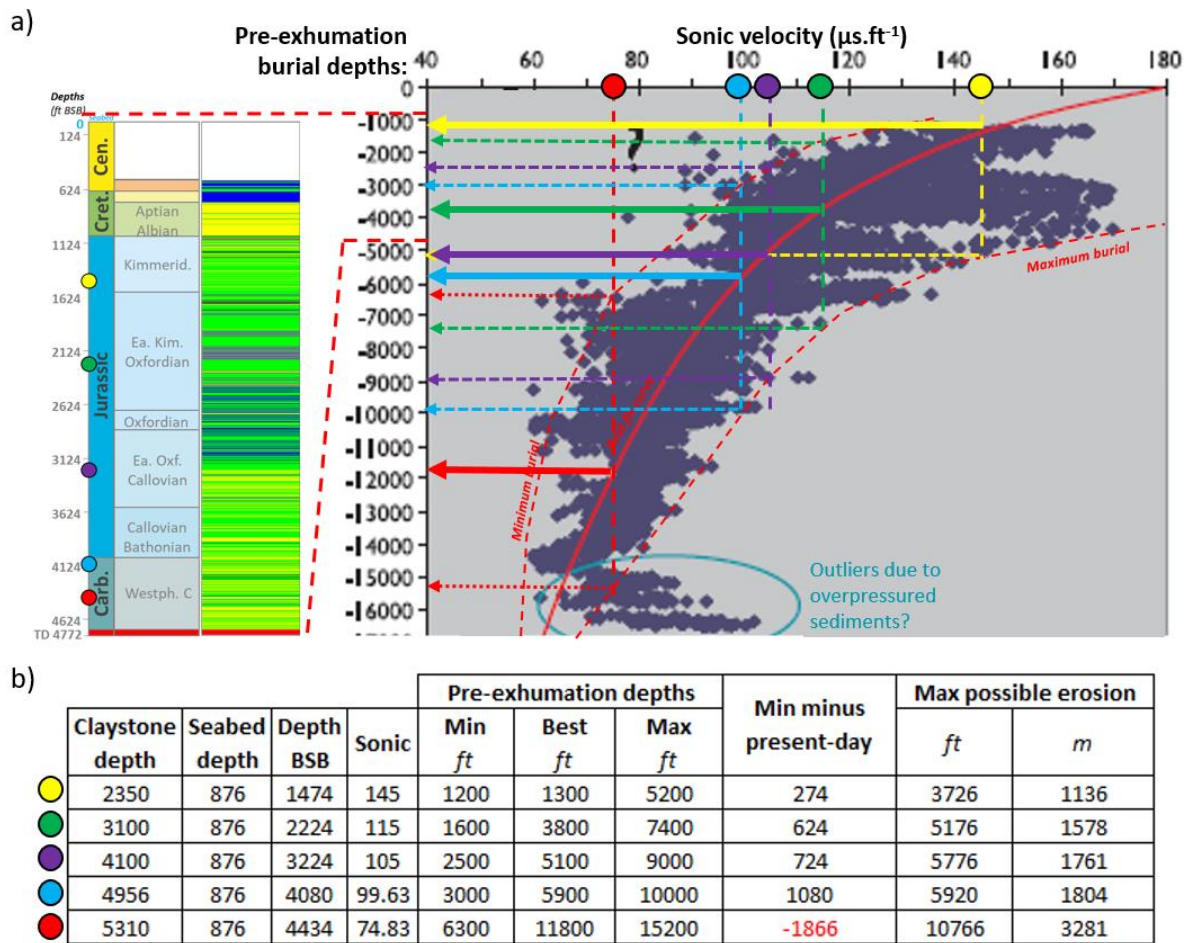 a)
Pre-exhumation
burial depths:
Sonic velocity (µs.ft⁻¹)
40 60 80 100 120 140 160 180
Depths
(ft BSB)
0 Seabed
124
624
1124
1624
2124
2624
3124
3624
4124
4624
TD 4772
Cen.
Cret.
Jurassic
Carb.
Aptian
Albian
Kimmerid.
Ea. Kim.
Oxfordian
Oxfordian
Ea. Oxf.
Callovian
Callovian
Bathonian
Westph. C
0
-1000
-2000
-3000
-4000
-5000
-6000
-7000
-8000
-9000
-10000
-11000
-12000
-13000
-14000
-15000
-16000
Maximum burial
Minimum burial
Outliers due to
overpressured
sediments?
b)
Pre-exhumation depths Max possible erosion
Claystone depth Seabed depth Depth BSB Sonic Min ft Best ft Max ft Min minus present-day ft m
2350 876 1474 145 1200 1300 5200 274 3726 1136
3100 876 2224 115 1600 3800 7400 624 5176 1578
4100 876 3224 105 2500 5100 9000 724 5776 1761
4956 876 4080 99.63 3000 5900 10000 1080 5920 1804
5310 876 4434 74.83 6300 11800 15200 -1866 10766 3281